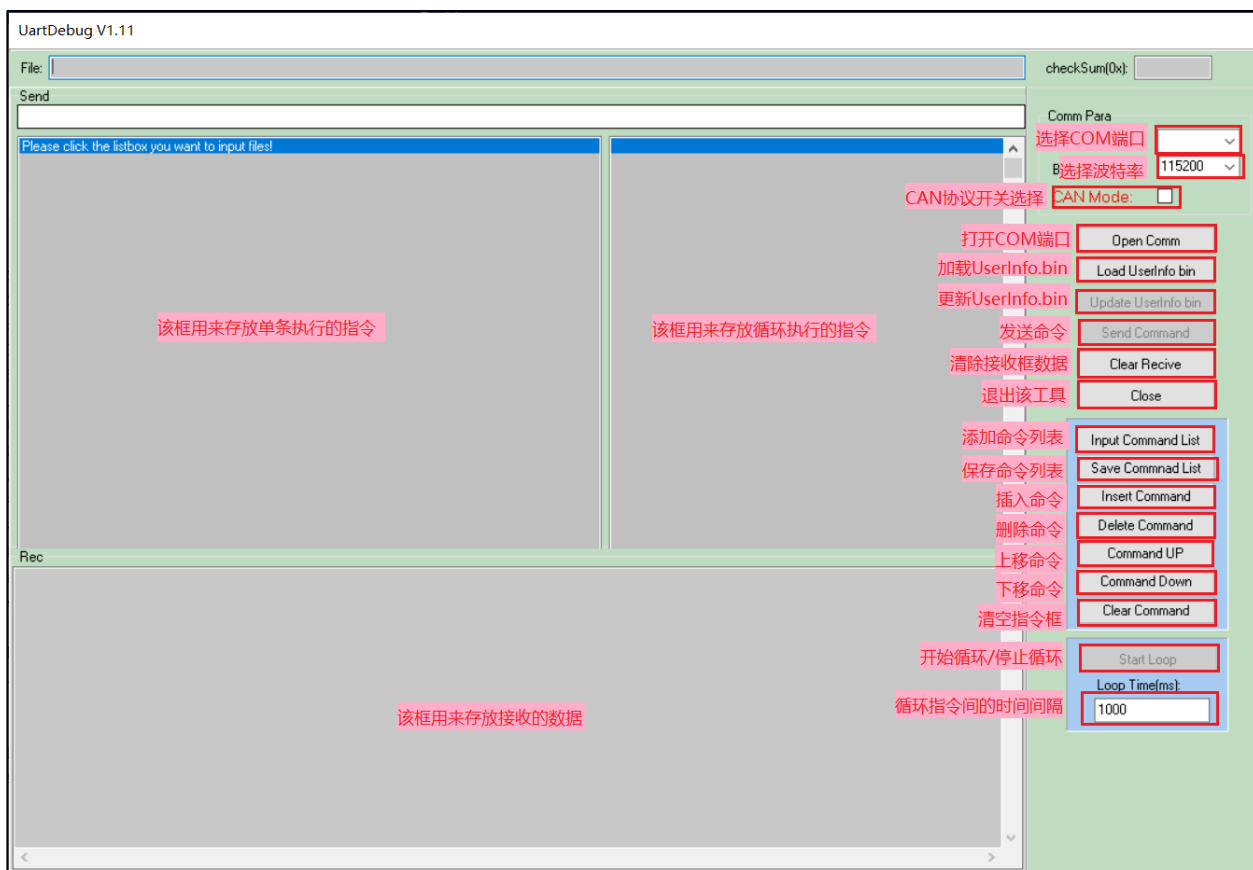 UartDebug V1.11
File:
checkSum(0x):
Send
Comm Para
Please click the listbox you want to input files!
选择COM端口
B选择波特率 115200
CAN协议开关选择 CAN Mode:
打开COM端口 Open Comm
加载UserInfo.bin Load UserInfo bin
更新UserInfo.bin Update UserInfo bin
该框用来存放单条执行的指令
该框用来存放循环执行的指令
发送命令 Send Command
清除接收框数据 Clear Recive
退出该工具 Close
添加命令列表 Input Command List
保存命令列表 Save Commnad List
插入命令 Insert Command
删除命令 Delete Command
Rec
上移命令 Command UP
下移命令 Command Down
清空指令框 Clear Command
开始循环/停止循环 Start Loop
Loop Time(ms):
循环指令间的时间间隔 1000
该框用来存放接收的数据